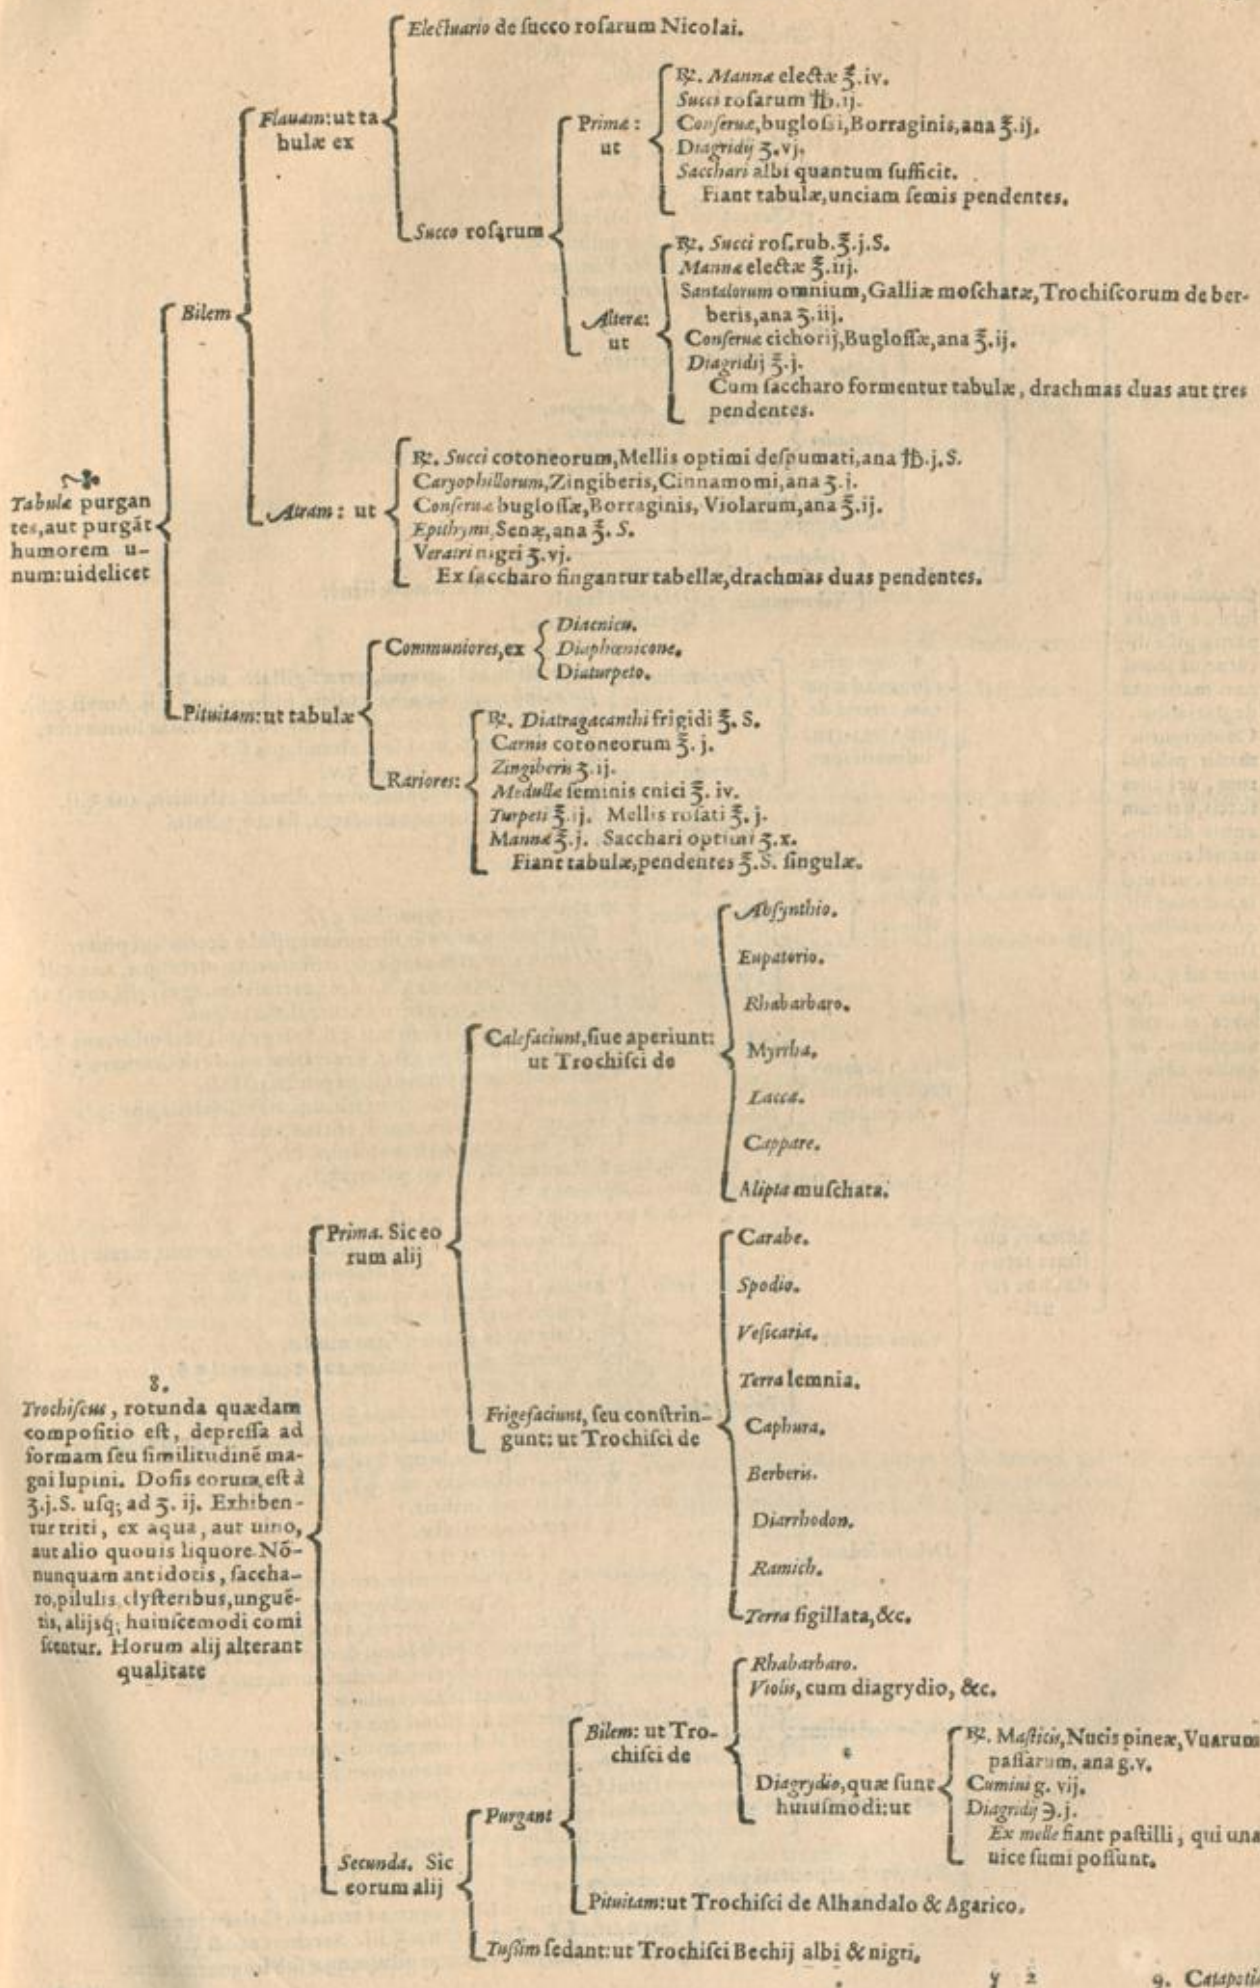 Tabulæ purgan
tes, aut purgãt
humorem u-
num: uidelicet
Bilem
Flauam: ut ta
bulæ ex
Electuario de ſucco roſarum Nicolai.
Succo roſarum
Primæ:
ut
℞. Mannæ electæ ℥.iv.
Succi roſarum ℔.ij.
Conſeruæ, bugloſsi, Borraginis, ana ℥.ij.
Diagridij ʒ.vj.
Sacchari albi quantum ſufficit.
Fiant tabulæ, unciam ſemis pendentes.
Alteræ:
ut
℞. Succi roſ. rub. ℥.j.S.
Mannæ electæ ℥.iij.
Santalorum omnium, Galliæ moſchatæ, Trochiſcorum de ber-
beris, ana ʒ.iij.
Conſeruæ cichorij, Bugloſſæ, ana ℥.ij.
Diagridij ℥.j.
Cum ſaccharo formentur tabulæ, drachmas duas aut tres
pendentes.
Atram: ut
℞. Succi cotoneorum, Mellis optimi deſpumati, ana ℔.j.S.
Caryophillorum, Zingiberis, Cinnamomi, ana ʒ.j.
Conſeruæ bugloſſæ, Borraginis, Violarum, ana ℥.ij.
Epithymi, Senæ, ana ℥. S.
Veratri nigri ʒ.vj.
Ex ſaccharo fingantur tabellæ, drachmas duas pendentes.
Pituitam: ut tabulæ
Communiores, ex
Diacnicu.
Diaphœnicone.
Diaturpeto.
Rariores:
℞. Diatragacanthi frigidi ℥. S.
Carnis cotoneorum ℥. j.
Zingiberis ʒ.ij.
Medullæ ſeminis cnici ℥. iv.
Turpeti ℥.ij. Mellis roſati ℥. j.
Mannæ ℥.j. Sacchari optimi ʒ.x.
Fiant tabulæ, pendentes ℥.S. ſingulæ.
8.
Trochiſcus, rotunda quædam
compoſitio eſt, depreſſa ad
formam ſeu ſimilitudinẽ ma-
gni lupini. Doſis eorum, eſt à
ʒ.j.S. uſq; ad ʒ. ij. Exhiben-
tur triti, ex aqua, aut uino,
aut alio quouis liquore. Nõ-
nunquam antidotis, ſaccha-
ro, pilulis clyſteribus, unguẽ-
tis, alijsq́; huiuſcemodi comi
ſcentur. Horum alij alterant
qualitate
Prima. Sic eo
rum alij
Calefaciunt, ſiue aperiunt:
ut Trochiſci de
Abſynthio.
Eupatorio.
Rhabarbaro.
Myrrha.
Lacca.
Cappare.
Alipta muſchata.
Frigefaciunt, ſeu conſtrin-
gunt: ut Trochiſci de
Carabe.
Spodio.
Veſicaria.
Terra lemnia.
Caphura.
Berberis.
Diarrhodon.
Ramich.
Terra ſigillata, &c.
Secunda. Sic
eorum alij
Purgant
Bilem: ut Tro-
chiſci de
Rhabarbaro.
Violis, cum diagrydio, &c.
Diagrydio, quæ ſunt
huiuſmodi: ut
℞. Maſticis, Nucis pineæ, Vuarum
paſſarum, ana g.v.
Cumini g. vij.
Diagridij ℈.j.
Ex melle fiant paſtilli, qui una
uice ſumi poſſunt.
Pituitam: ut Trochiſci de Alhandalo & Agarico.
Tuſſim ſedant: ut Trochiſci Bechij albi & nigri.
9. Catapotia